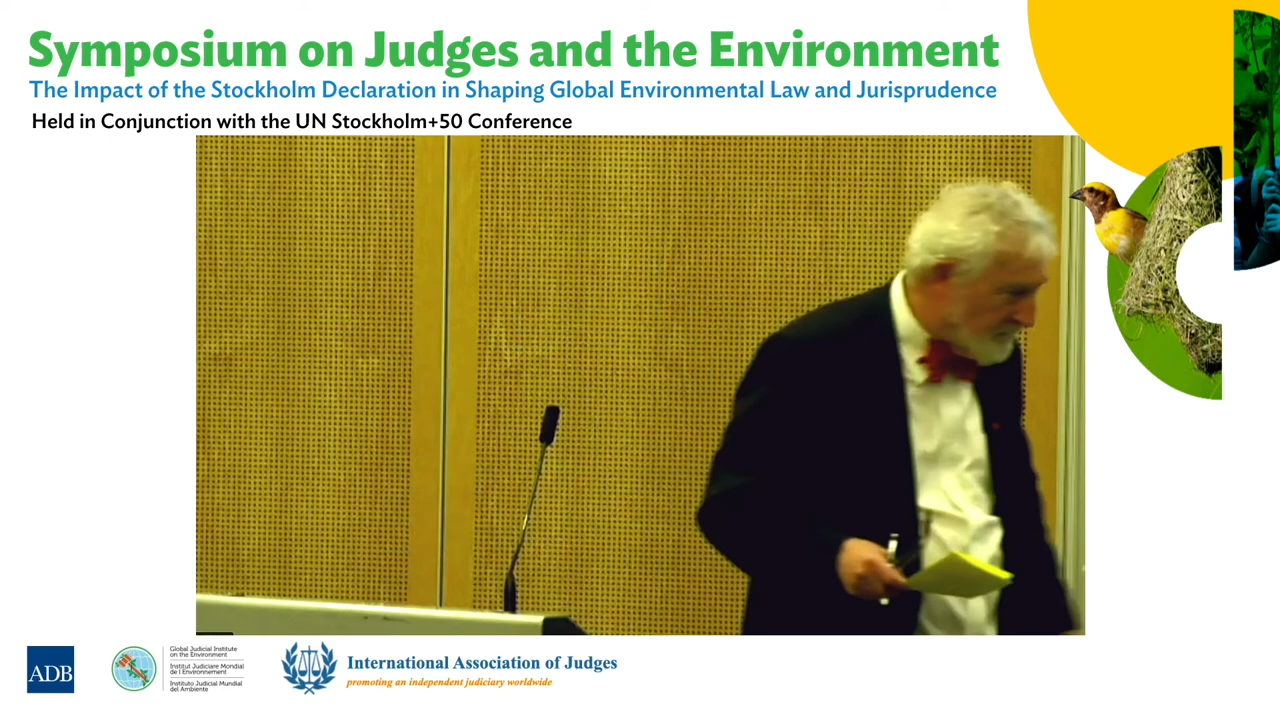 Symposium on Judges and the Environment
The Impact of the Stockholm Declaration in Shaping Global Environmental Law and Jurisprudence
Held in Conjunction with the UN Stockholm+50 Conference
ADB
Global Judicial Institute
on the Environment
Institut Judiciaire Mondial
de l Environnement
Instituto Judicial Mundial
del Ambiente
International Association of Judges
promoting an independent judiciary worldwide